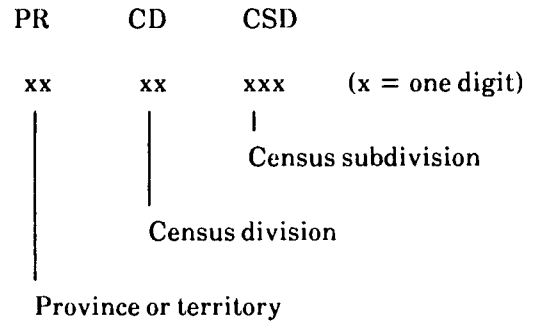 PR CD CSD
xx xx xxx (x = one digit)
Census subdivision
Census division
Province or territory